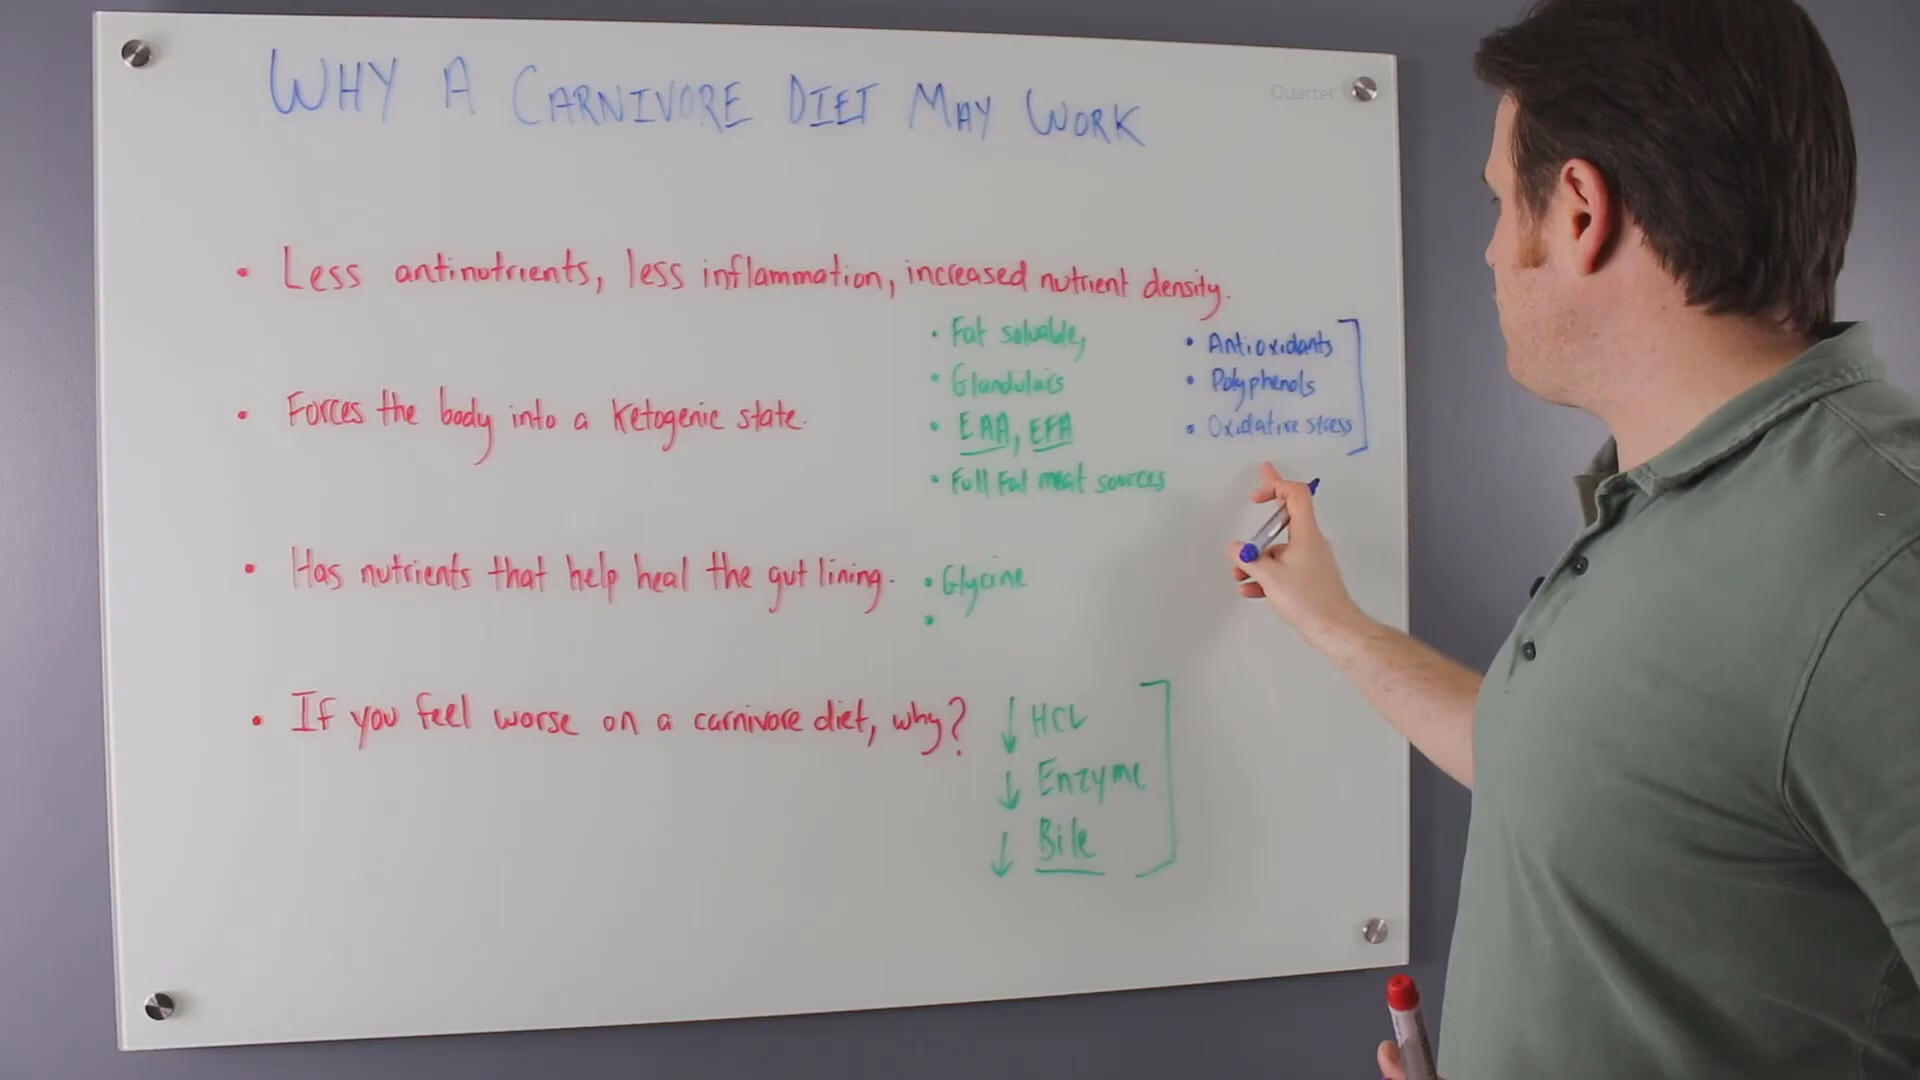 WHY A CARNIVORE DIET MAY WORK
Quartet
• Less antinutrients, less inflammation, increased nutrient density.
• Fat soluable,
• Glandulars
• EAA, EFA
• Full Fat meat sources
• Antioxidants
• Polyphenols
• Oxidative stress
• Forces the body into a Ketogenic state.
• Has nutrients that help heal the gut lining.
• Glycine
•
• If you feel worse on a carnivore diet, why?
↓ HCL
↓ Enzyme
↓ Bile